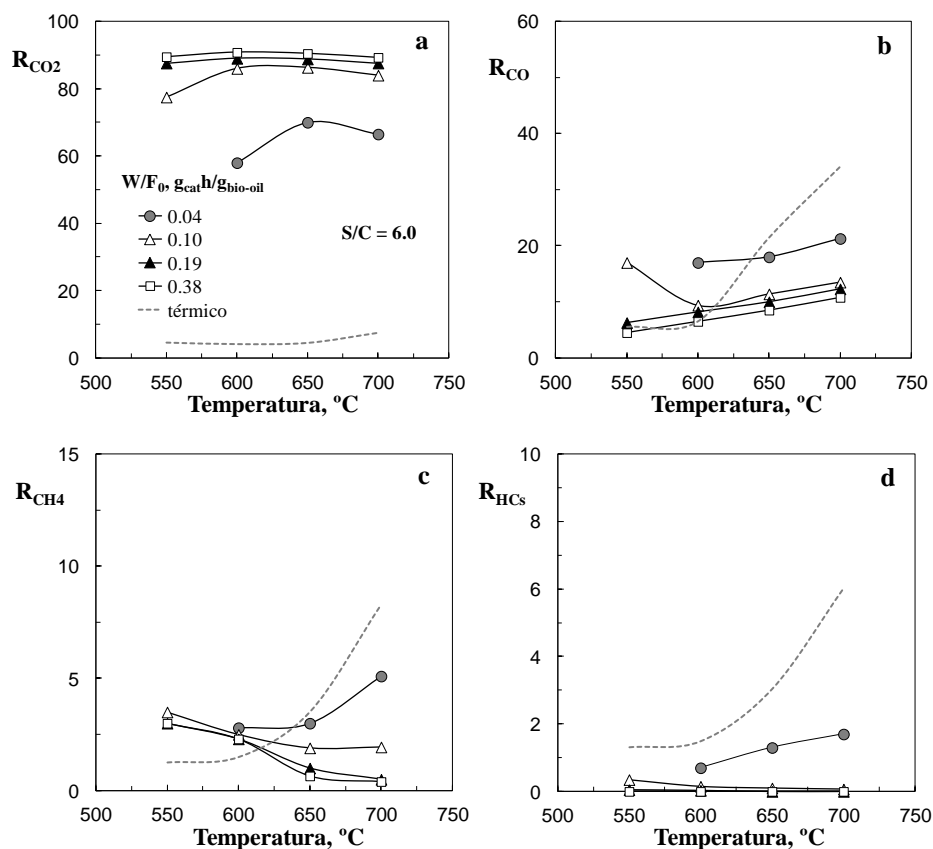 a
R_CO2
100
80
60
40
20
0
W/F_0, g_cat h/g_bio-oil
0.04
0.10
0.19
0.38
térmico
S/C = 6.0
500 550 600 650 700 750
Temperatura, ºC
b
R_CO
60
40
20
0
500 550 600 650 700 750
Temperatura, ºC
c
R_CH4
15
10
5
0
500 550 600 650 700 750
Temperatura, ºC
d
R_HCs
10
8
6
4
2
0
500 550 600 650 700 750
Temperatura, ºC